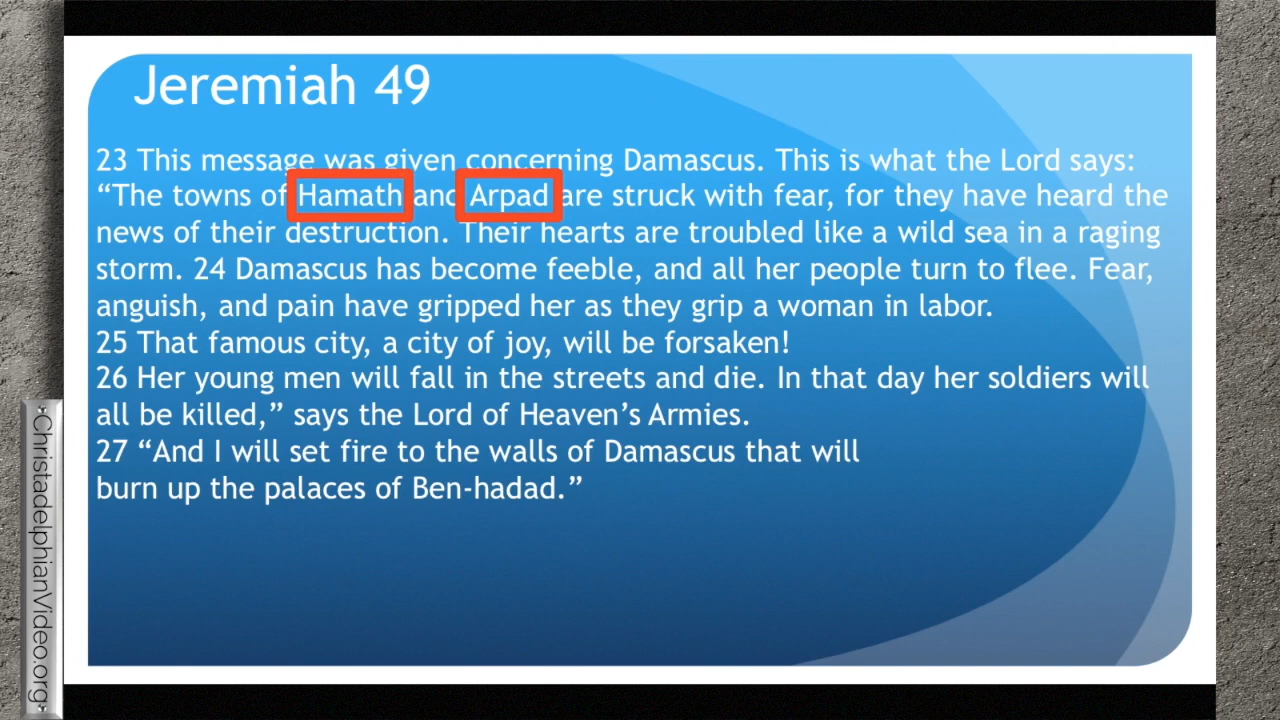 Jeremiah 49
23 This message was given concerning Damascus. This is what the Lord says:
“The towns of Hamath and Arpad are struck with fear, for they have heard the
news of their destruction. Their hearts are troubled like a wild sea in a raging
storm. 24 Damascus has become feeble, and all her people turn to flee. Fear,
anguish, and pain have gripped her as they grip a woman in labor.
25 That famous city, a city of joy, will be forsaken!
26 Her young men will fall in the streets and die. In that day her soldiers will
all be killed,” says the Lord of Heaven’s Armies.
27 “And I will set fire to the walls of Damascus that will
burn up the palaces of Ben-hadad.”
ChristadelphianVideo.org